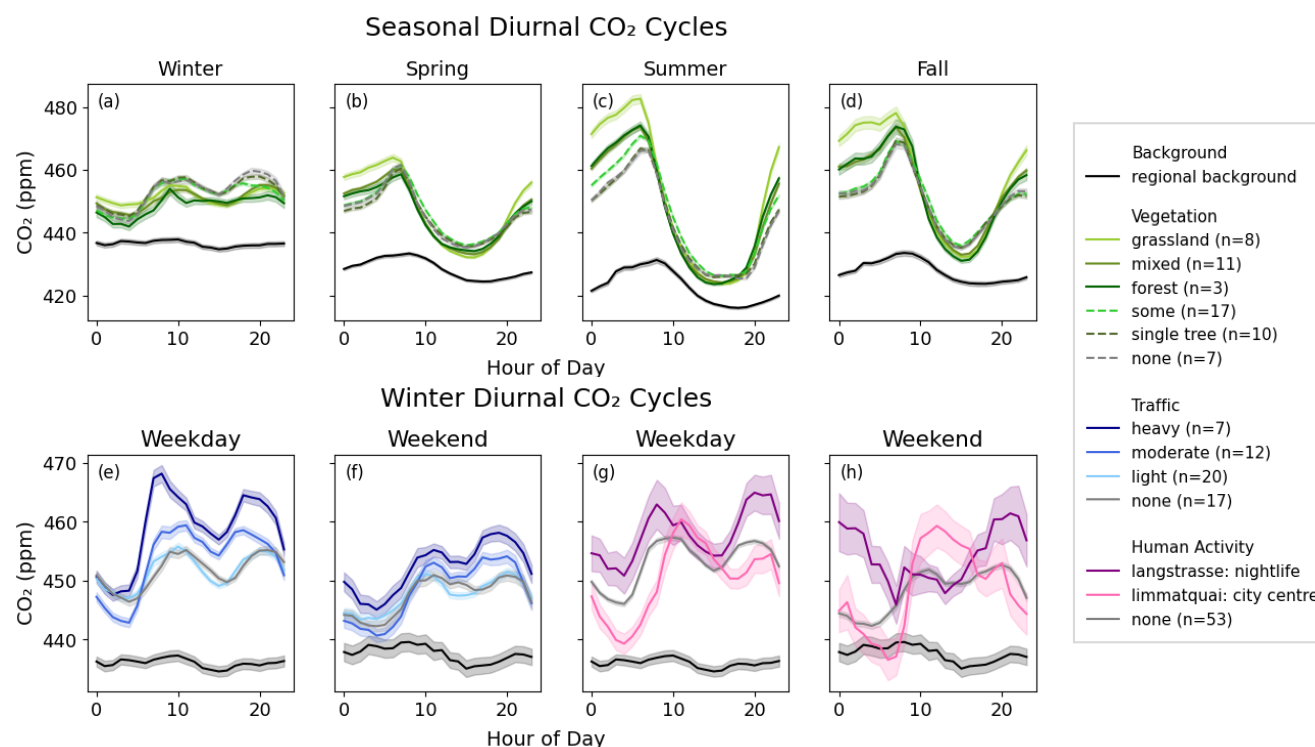 Seasonal Diurnal CO₂ Cycles
Winter
Spring
Summer
Fall
(a)
(b)
(c)
(d)
480
460
440
420
CO₂ (ppm)
0 10 20
0 10 20
0 10 20
0 10 20
Hour of Day
Winter Diurnal CO₂ Cycles
Weekday
Weekend
Weekday
Weekend
(e)
(f)
(g)
(h)
470
460
450
440
CO₂ (ppm)
0 10 20
0 10 20
0 10 20
0 10 20
Hour of Day
Background
regional background
Vegetation
grassland (n=8)
mixed (n=11)
forest (n=3)
some (n=17)
single tree (n=10)
none (n=7)
Traffic
heavy (n=7)
moderate (n=12)
light (n=20)
none (n=17)
Human Activity
langstrasse: nightlife
limmatquai: city centre
none (n=53)